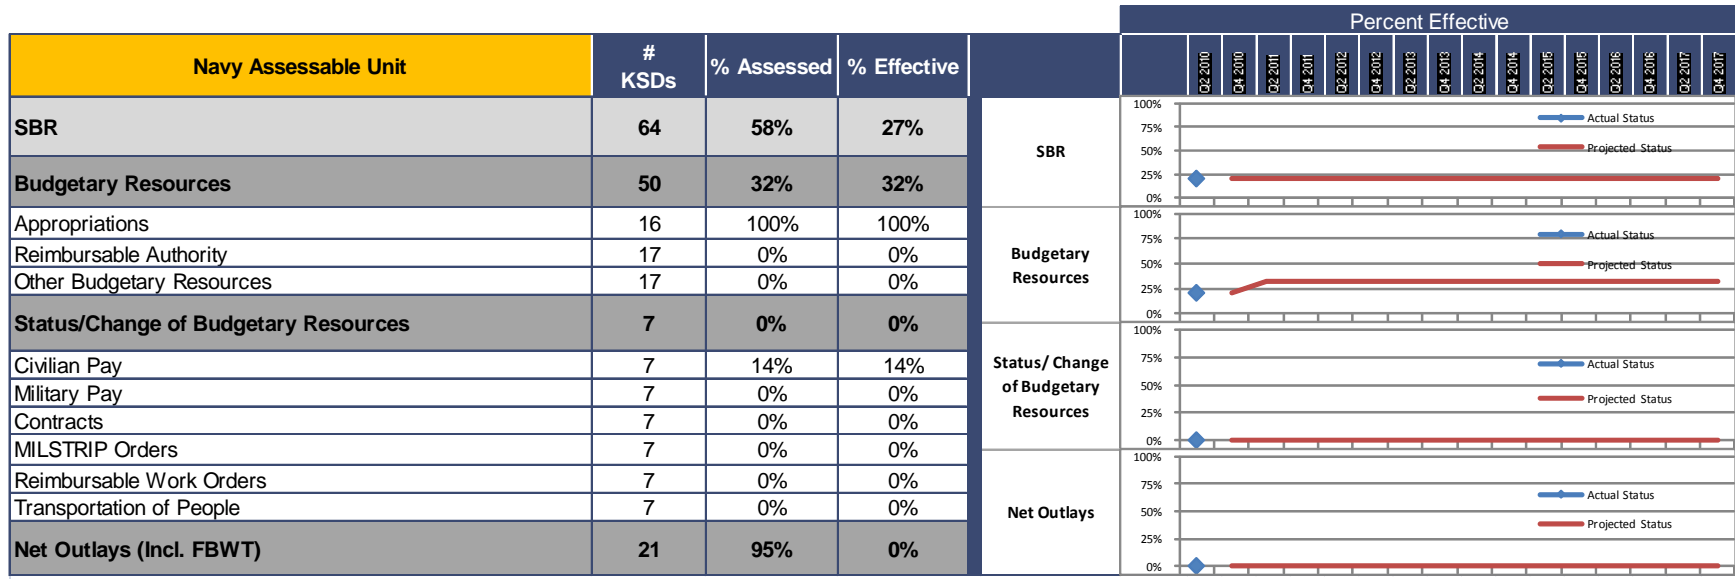 Percent Effective
Navy Assessable Unit # KSDs % Assessed % Effective
Q2 2010 Q4 2010 Q2 2011 Q4 2011 Q2 2012 Q4 2012 Q2 2013 Q4 2013 Q2 2014 Q4 2014 Q2 2015 Q4 2015 Q2 2016 Q4 2016 Q2 2017 Q4 2017
SBR 64 58% 27%
Budgetary Resources 50 32% 32%
Appropriations 16 100% 100%
Reimbursable Authority 17 0% 0%
Other Budgetary Resources 17 0% 0%
Status/Change of Budgetary Resources 7 0% 0%
Civilian Pay 7 14% 14%
Military Pay 7 0% 0%
Contracts 7 0% 0%
MILSTRIP Orders 7 0% 0%
Reimbursable Work Orders 7 0% 0%
Transportation of People 7 0% 0%
Net Outlays (Incl. FBWT) 21 95% 0%
SBR
100%
75%
50%
25%
0%
Actual Status
Projected Status
Budgetary
Resources
100%
75%
50%
25%
0%
Actual Status
Projected Status
Status/ Change
of Budgetary
Resources
100%
75%
50%
25%
0%
Actual Status
Projected Status
Net Outlays
100%
75%
50%
25%
0%
Actual Status
Projected Status